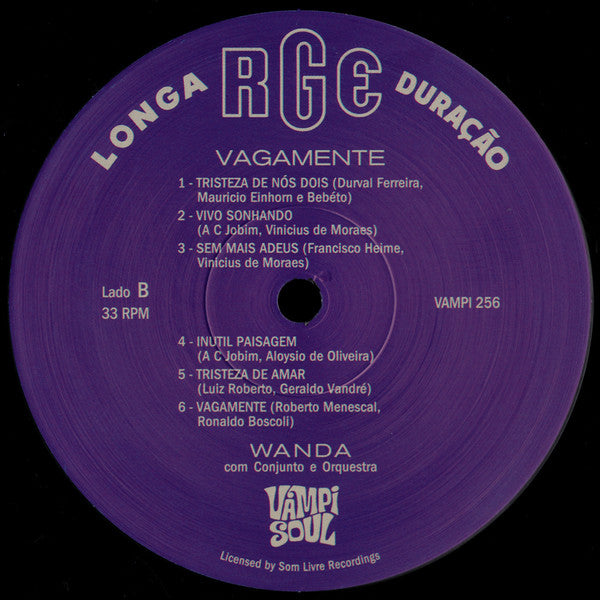 LONGA RGE DURAÇÃO
VAGAMENTE
1 - TRISTEZA DE NÓS DOIS (Durval Ferreira,
Mauricio Einhorn e Bebéto)
2 - VIVO SONHANDO
(A C Jobim, Vinicius de Moraes)
3 - SEM MAIS ADEUS (Francisco Heime,
Vinícius de Moraes)
Lado B
33 RPM
VAMPI 256
4 - INUTIL PAISAGEM
(A C Jobim, Aloysio de Oliveira)
5 - TRISTEZA DE AMAR
(Luiz Roberto, Geraldo Vandré)
6 - VAGAMENTE (Roberto Menescal,
Ronaldo Boscoli)
WANDA
com Conjunto e Orquestra
VAMPI
SOUL
Licensed by Som Livre Recordings